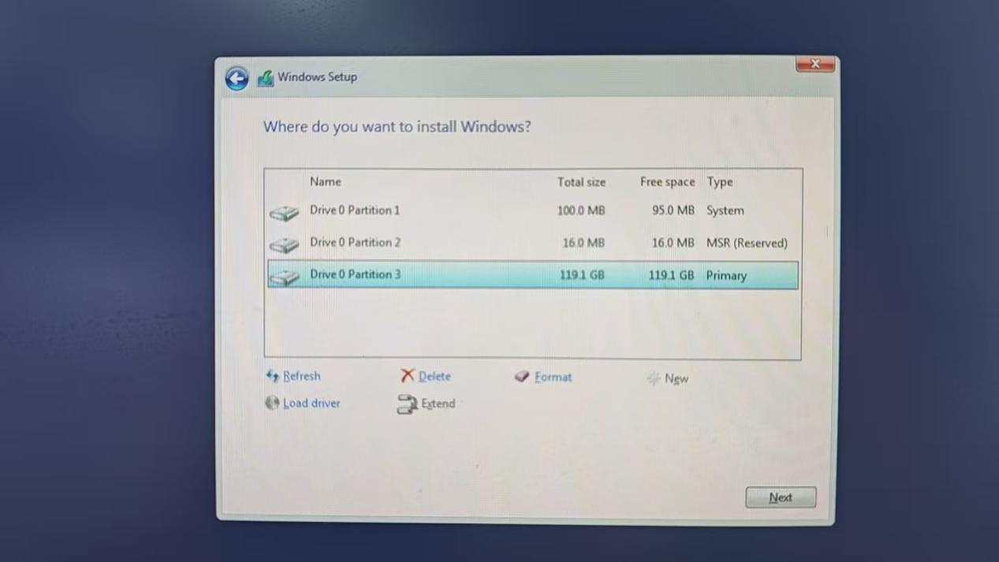 Windows Setup
Where do you want to install Windows?
Name Total size Free space Type
Drive 0 Partition 1 100.0 MB 95.0 MB System
Drive 0 Partition 2 16.0 MB 16.0 MB MSR (Reserved)
Drive 0 Partition 3 119.1 GB 119.1 GB Primary
Refresh Delete Format New
Load driver Extend
Next